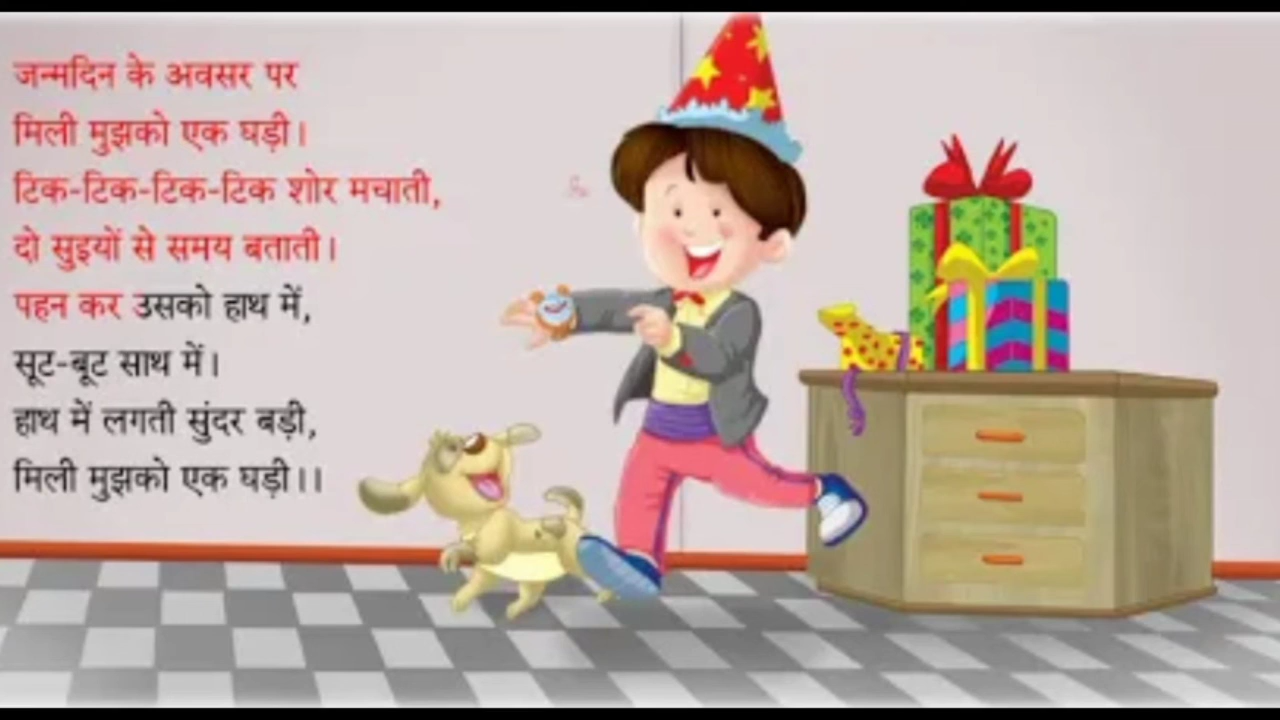 जन्मदिन के अवसर पर
मिली मुझको एक घड़ी।
टिक-टिक-टिक-टिक शोर मचाती,
दो सुइयों से समय बताती।
पहन कर उसको हाथ में,
सूट-बूट साथ में।
हाथ में लगती सुंदर बड़ी,
मिली मुझको एक घड़ी।।